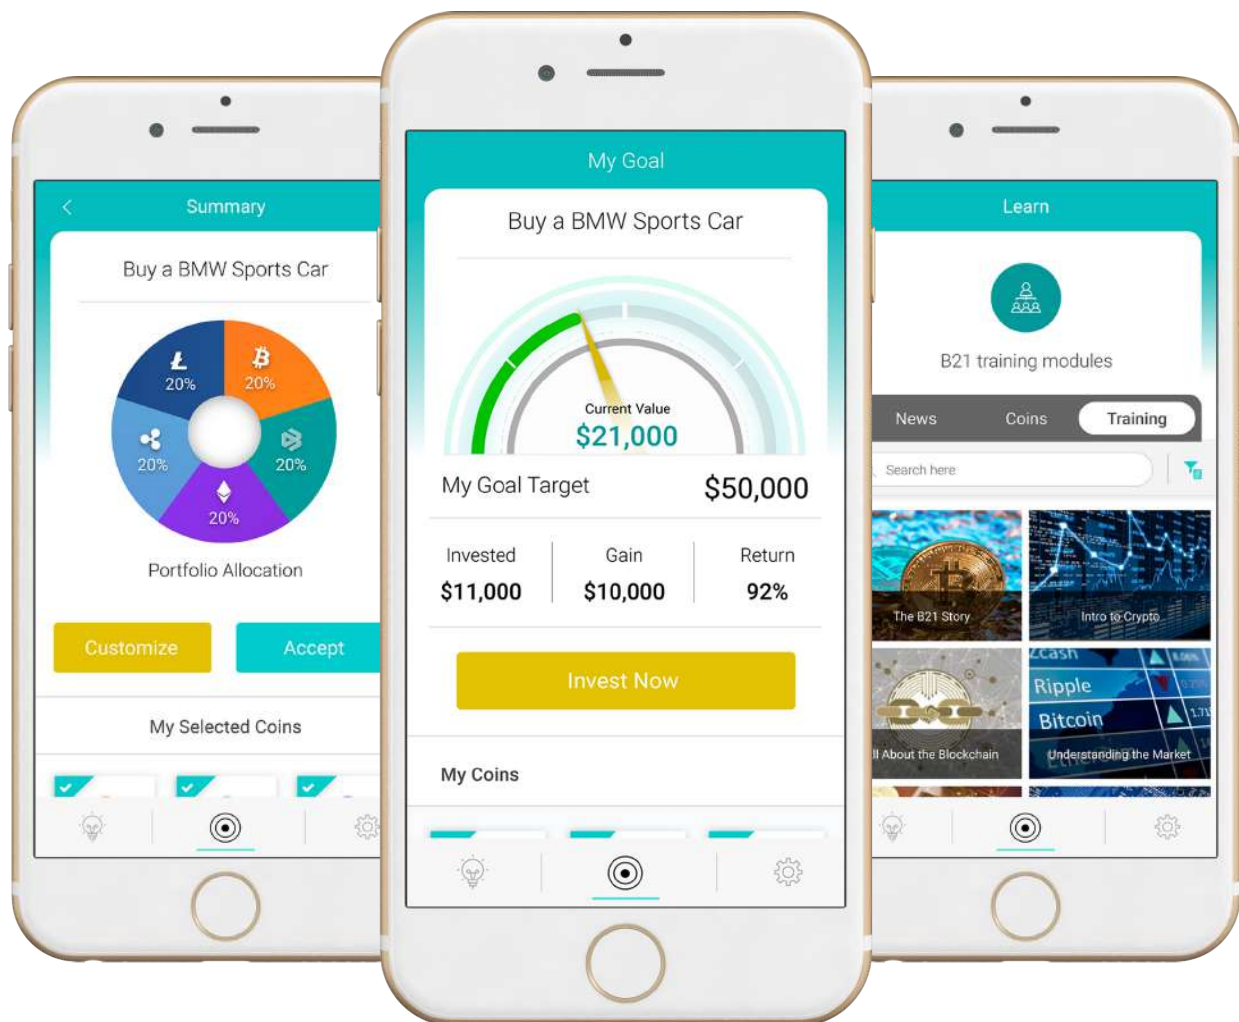 Summary
Buy a BMW Sports Car
20%
20%
20%
20%
20%
Portfolio Allocation
Customize
Accept
My Selected Coins
My Goal
Buy a BMW Sports Car
Current Value
$21,000
My Goal Target
$50,000
Invested
Gain
Return
$11,000
$10,000
92%
Invest Now
My Coins
Learn
B21 training modules
News
Coins
Training
Search here
The B21 Story
Intro to Crypto
Zcash
8.06%
Ripple
Bitcoin
ll About the Blockchain
Understanding the Market